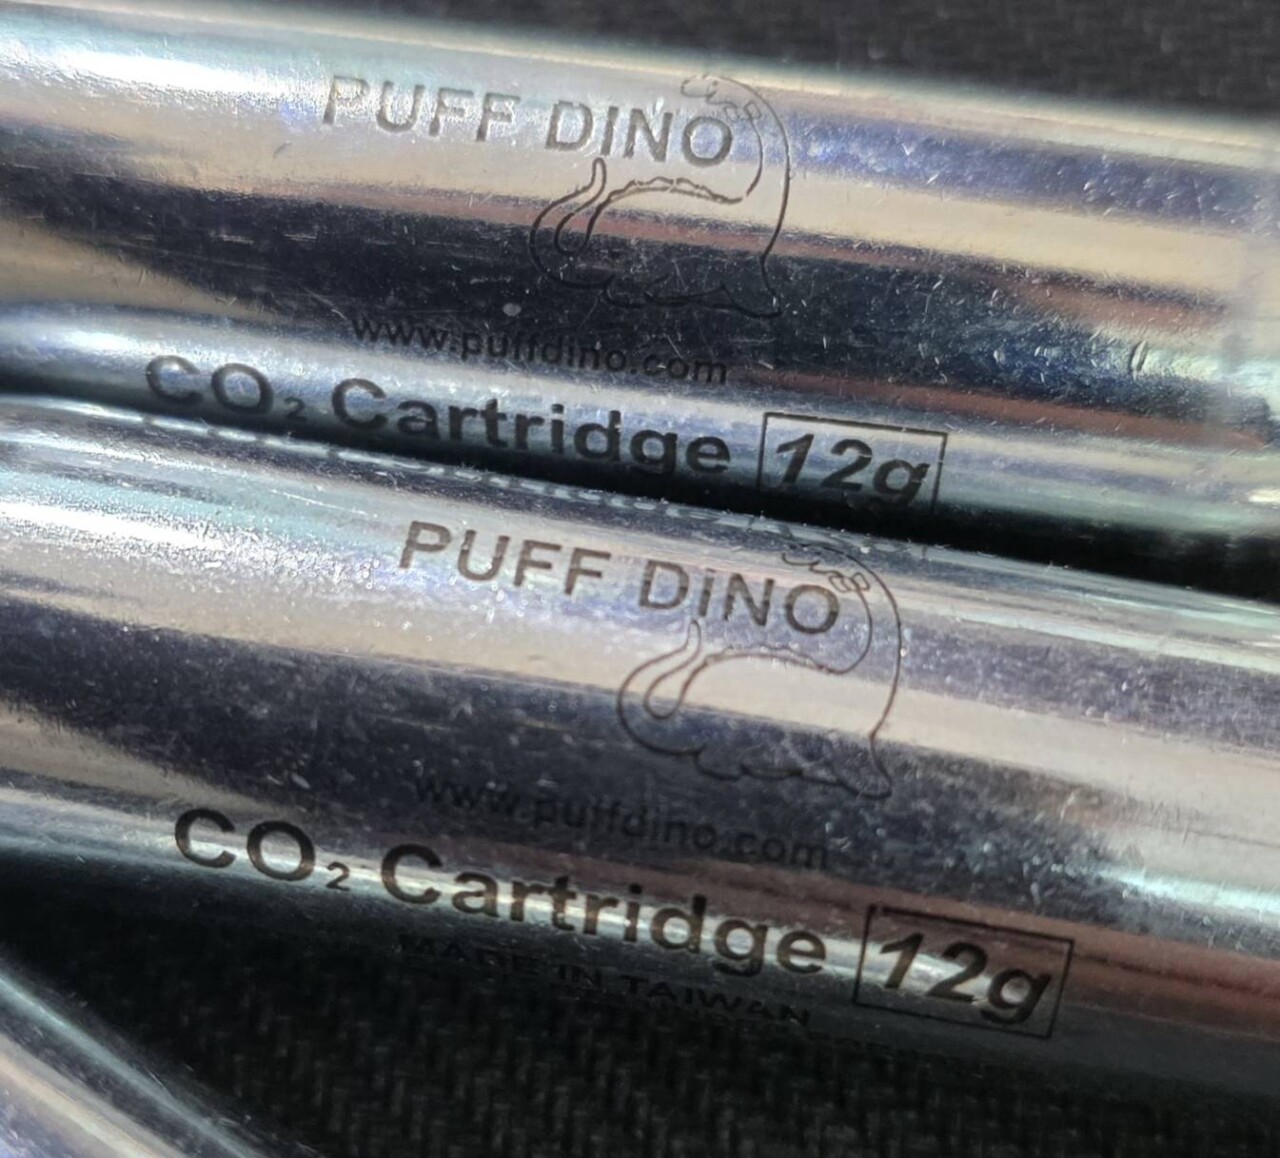 PUFF DINO
www.puffdino.com
CO₂ Cartridge 12g
PUFF DINO
www.puffdino.com
CO₂ Cartridge 12g
MADE IN TAIWAN